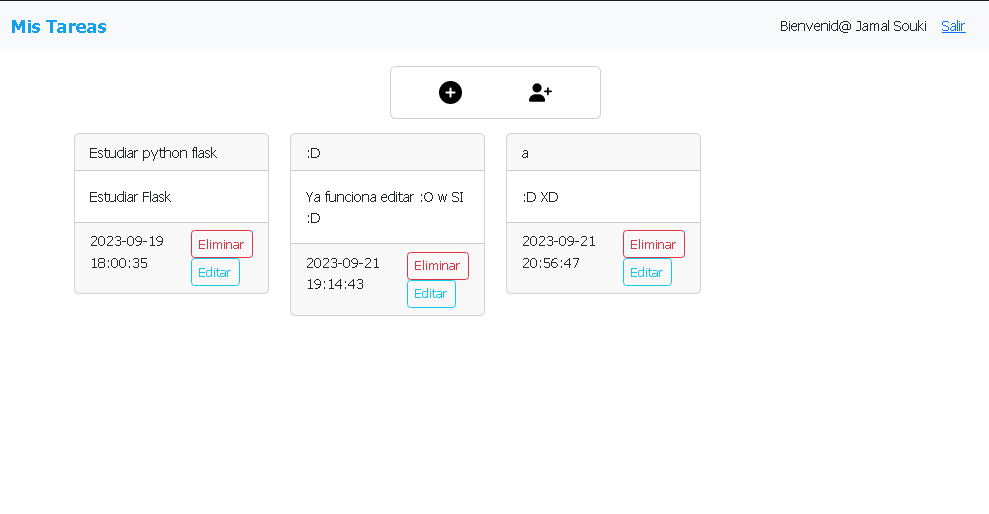 Mis Tareas
Bienvenid@ Jamal Souki Salir
Estudiar python flask
Estudiar Flask
2023-09-19
18:00:35
Eliminar
Editar
:D
Ya funciona editar :O w SI
:D
2023-09-21
19:14:43
Eliminar
Editar
a
:D XD
2023-09-21
20:56:47
Eliminar
Editar